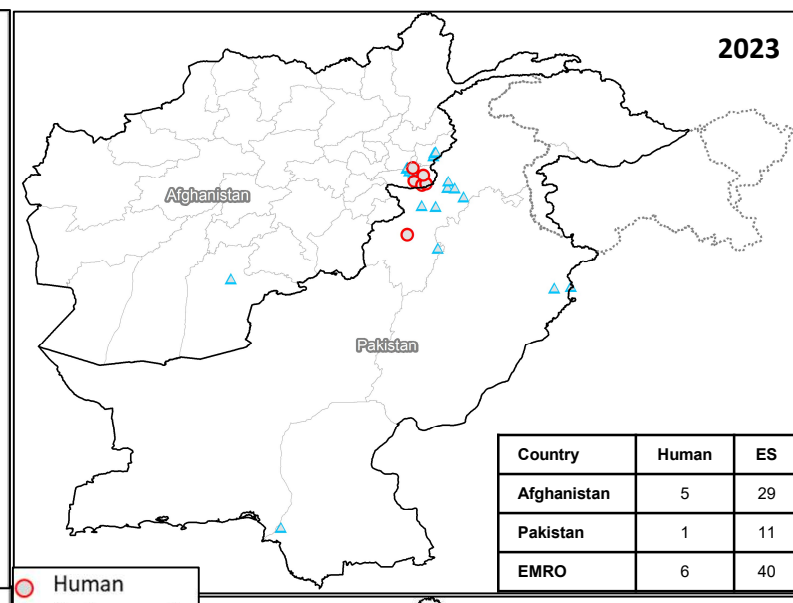 2023
Afghanistan
Pakistan
Country Human ES
Afghanistan 5 29
Pakistan 1 11
EMRO 6 40
Human